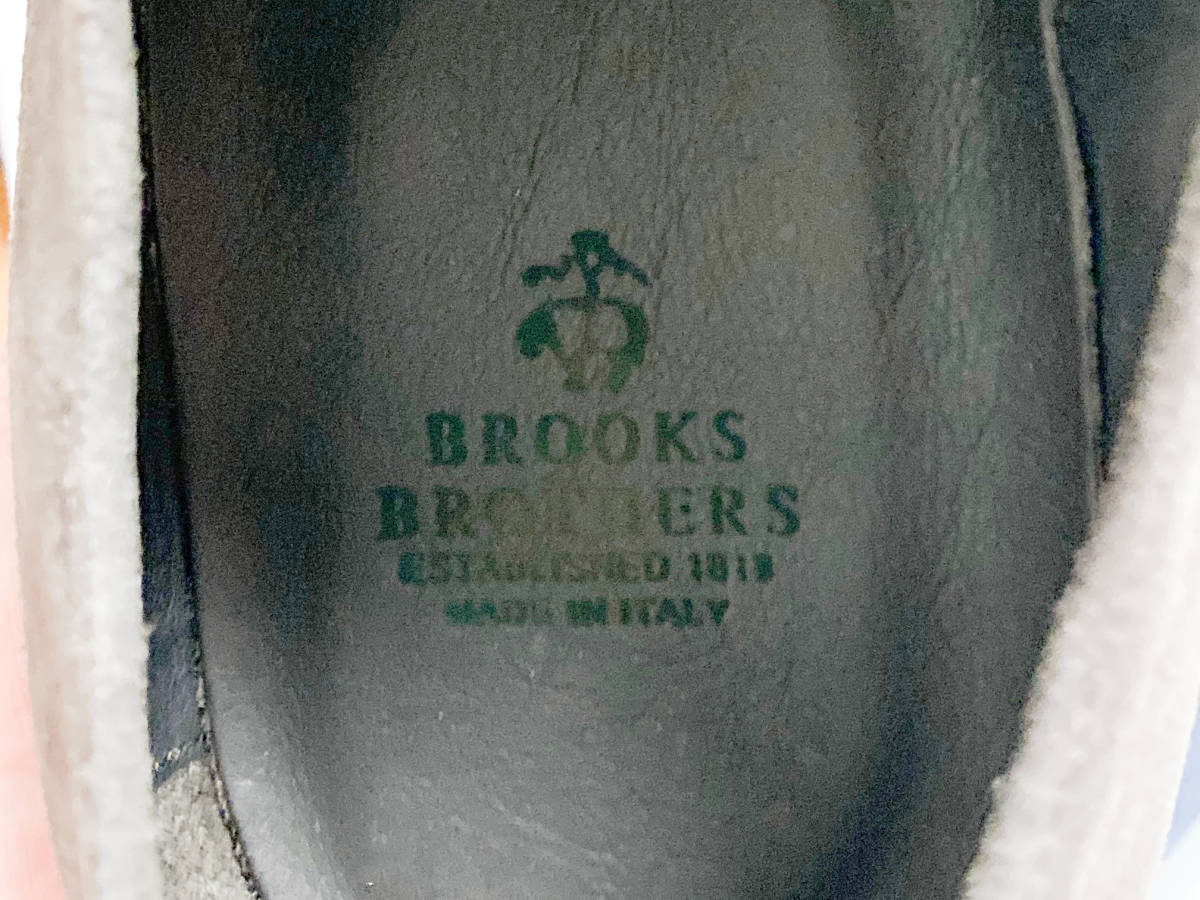 BROOKS
BROTHERS
ESTABLISHED 1818
MADE IN ITALY